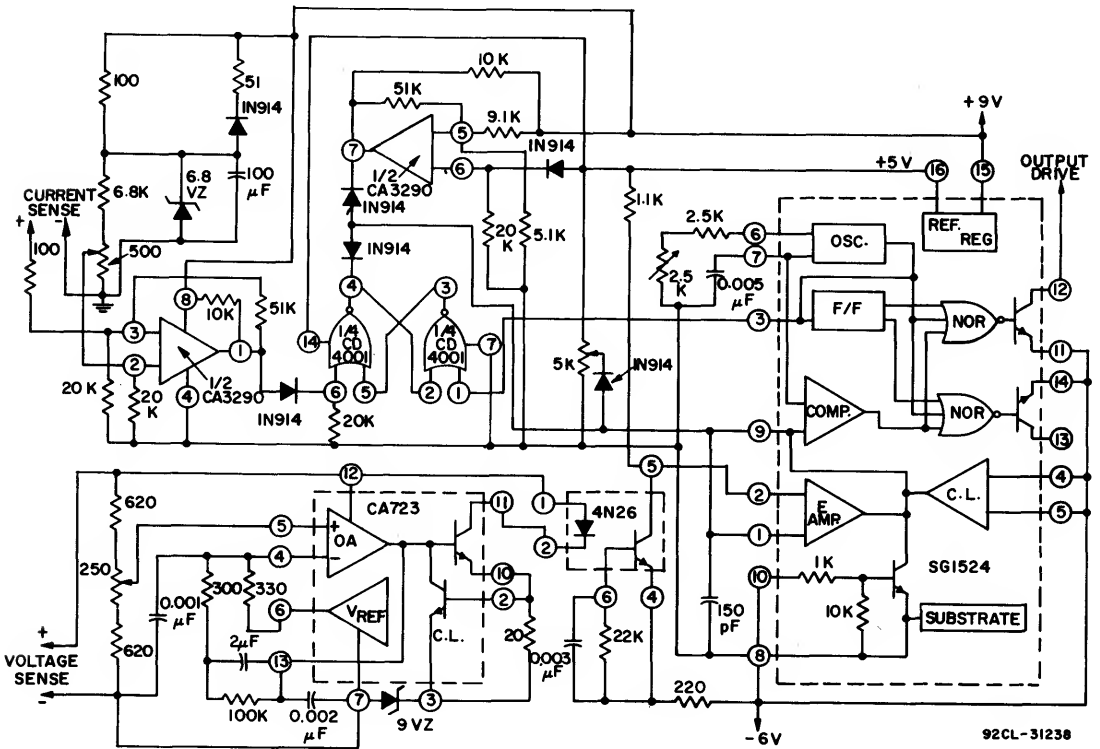 100
51
1N914
6.8K
6.8
VZ
100
μF
CURRENT
SENSE
+
-
100
500
8
10K
51K
3
2
1
4
1/2
CA3290
20K
20
K
1N914
10K
51K
9.1K
5
7
6
1/2
CA3290
1N914
1N914
1N914
20
K
5.1K
4
3
14
1/4
CD
4001
1/4
CD
4001
7
6
5
2
1
20K
1.1K
5K
1N914
2.5K
2.5
K
0.005
μF
+5V
+9V
OUTPUT
DRIVE
16
15
REF.
REG
6
7
OSC.
F/F
3
NOR
12
11
14
NOR
13
COMP.
9
2
1
E
AMP.
C.L.
4
5
10
1K
10K
SG1524
SUBSTRATE
8
150
pF
220
-6V
620
250
620
+
VOLTAGE
SENSE
-
12
CA723
11
5
4
+
OA
-
300
330
0.001
μF
6
VREF
10
2
C.L.
20
2μF
13
100K
0.002
μF
7
9 VZ
3
1
2
5
4N26
6
4
22K
0.003
μF
92CL-31238